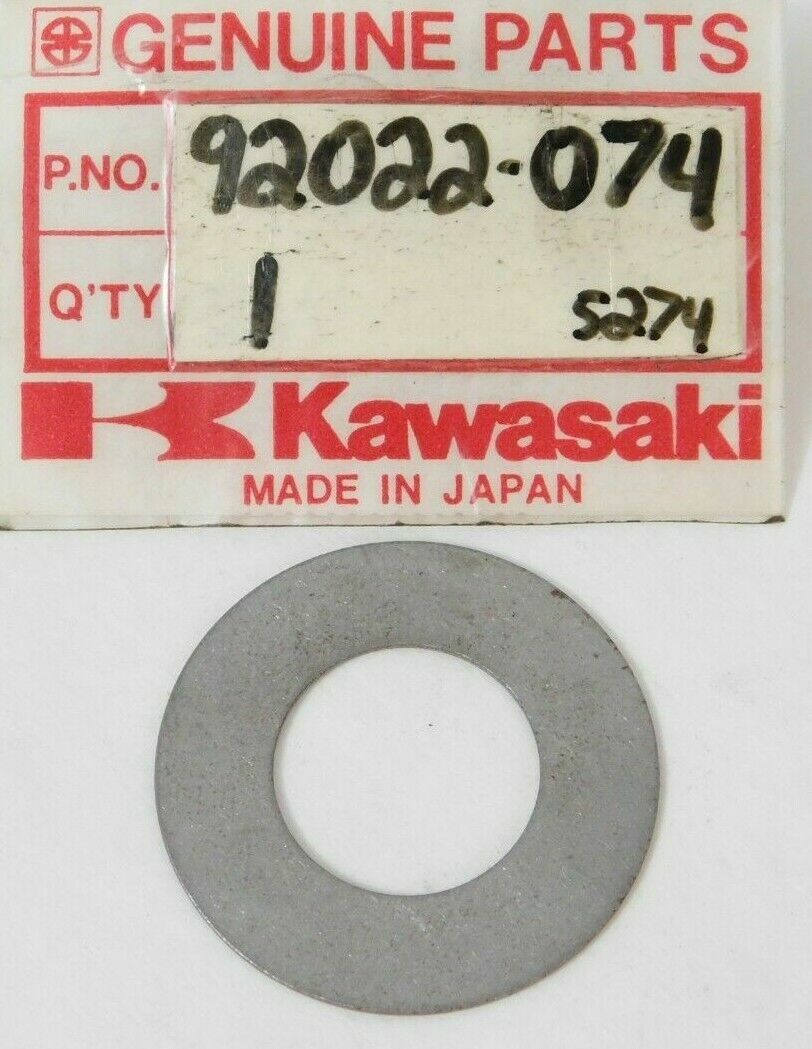 GENUINE PARTS
P.NO. 92022-074
Q'TY 1 5274
Kawasaki
MADE IN JAPAN